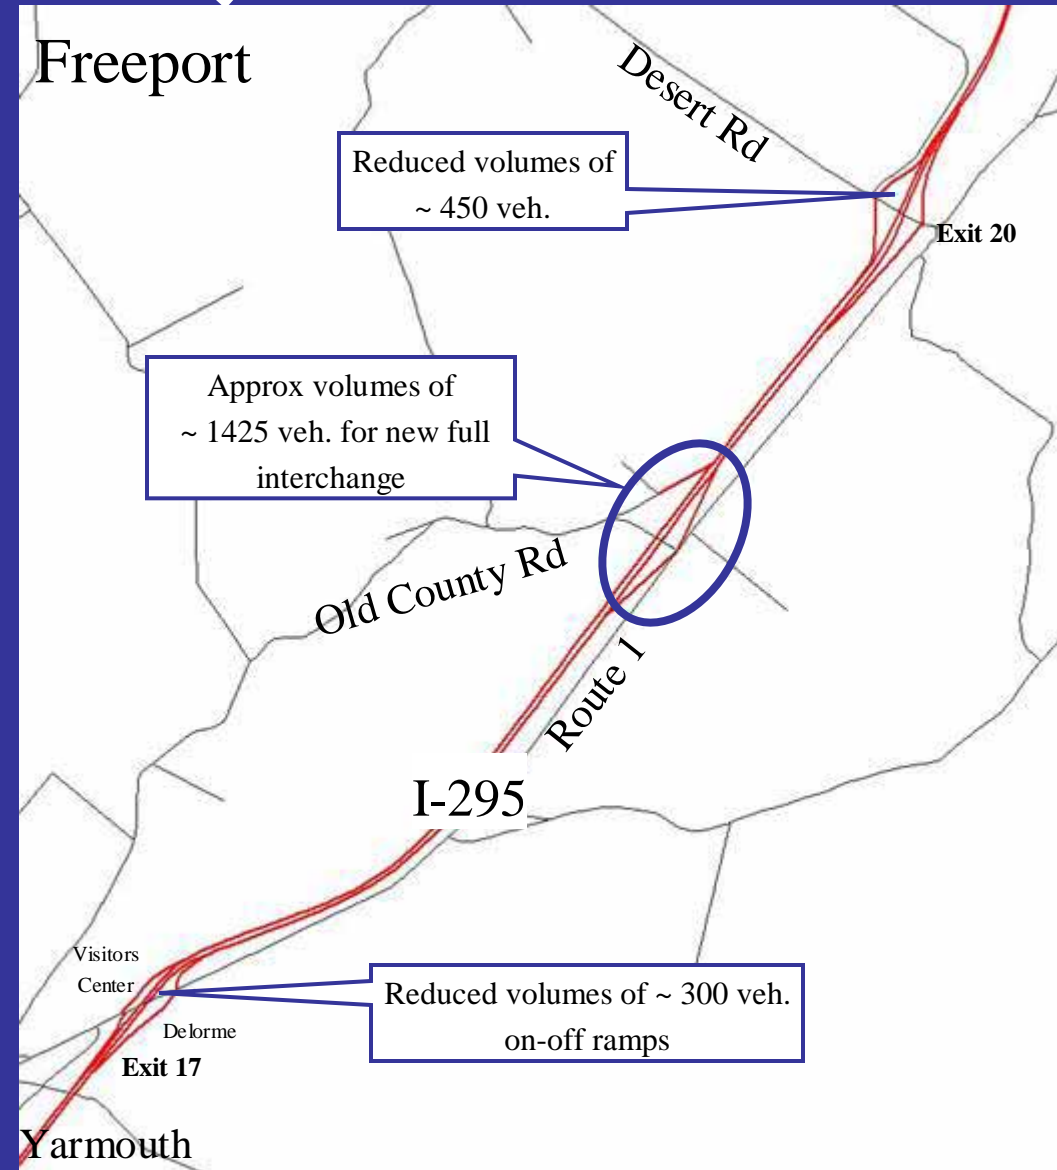 Freeport
Desert Rd
Reduced volumes of
~ 450 veh.
Exit 20
Approx volumes of
~ 1425 veh. for new full
interchange
Old County Rd
Route 1
I-295
Visitors
Center
Reduced volumes of ~ 300 veh.
on-off ramps
Delorme
Exit 17
Yarmouth